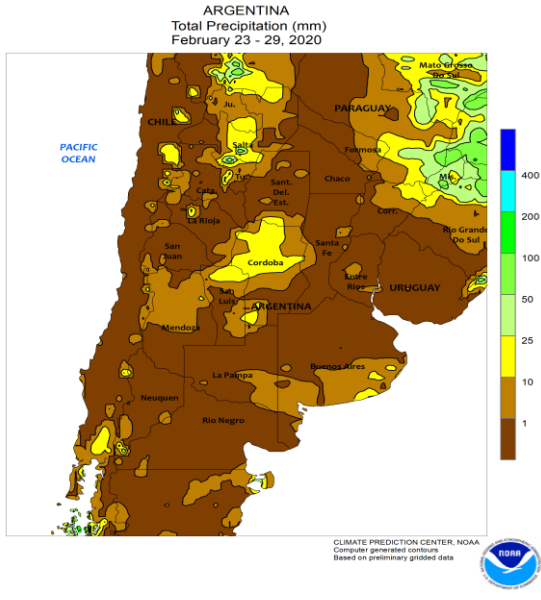 ARGENTINA
Total Precipitation (mm)
February 23 - 29, 2020
Mato Grosso
Do Sul
Ju.
PARAGUAY
CHILE
PACIFIC
OCEAN
Salta
Formosa
Tu.
Chaco
Mis.
Cata.
Sant.
Del.
Est.
Corr.
La Rioja
Rio Grande
Do Sul
Santa
Fe
San
Juan
Cordoba
Entre
Rios
URUGUAY
San
Luis
ARGENTINA
Mendoza
Buenos Aires
La Pampa
Neuquen
Rio Negro
400
200
100
50
25
10
1
CLIMATE PREDICTION CENTER, NOAA
Computer generated contours
Based on preliminary gridded data
NOAA